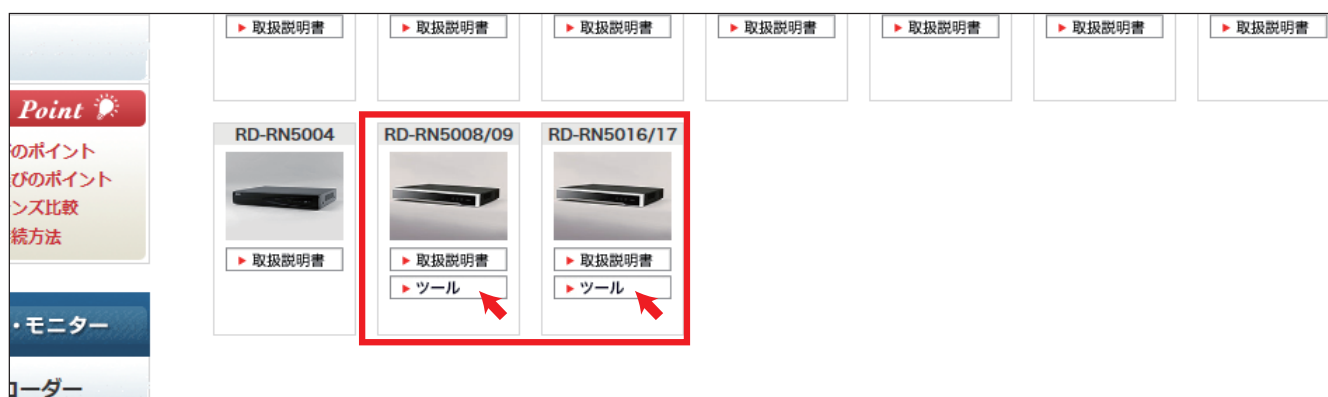 取扱説明書 取扱説明書 取扱説明書 取扱説明書 取扱説明書 取扱説明書 取扱説明書
Point
のポイント
びのポイント
ンズ比較
続方法
RD-RN5004 RD-RN5008/09 RD-RN5016/17
取扱説明書 取扱説明書 取扱説明書
ツール ツール
・モニター
コーダー